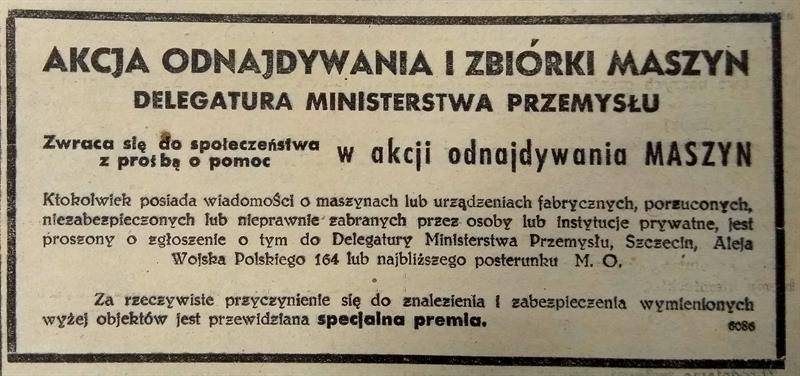 AKCJA ODNAJDYWANIA I ZBIÓRKI MASZYN
DELEGATURA MINISTERSTWA PRZEMYSŁU
Zwraca się do społeczeństwa
z prośbą o pomoc
w akcji odnajdywania MASZYN
Ktokolwiek posiada wiadomości o maszynach lub urządzeniach fabrycznych, porzuconych,
niezabezpieczonych lub nieprawnie zabranych przez osoby lub instytucje prywatne, jest
proszony o zgłoszenie o tym do Delegatury Ministerstwa Przemysłu, Szczecin, Aleja
Wojska Polskiego 164 lub najbliższego posterunku M. O.
Za rzeczywiste przyczynienie się do znalezienia i zabezpieczenia wymienionych
wyżej objektów jest przewidziana specjalna premia.
6086